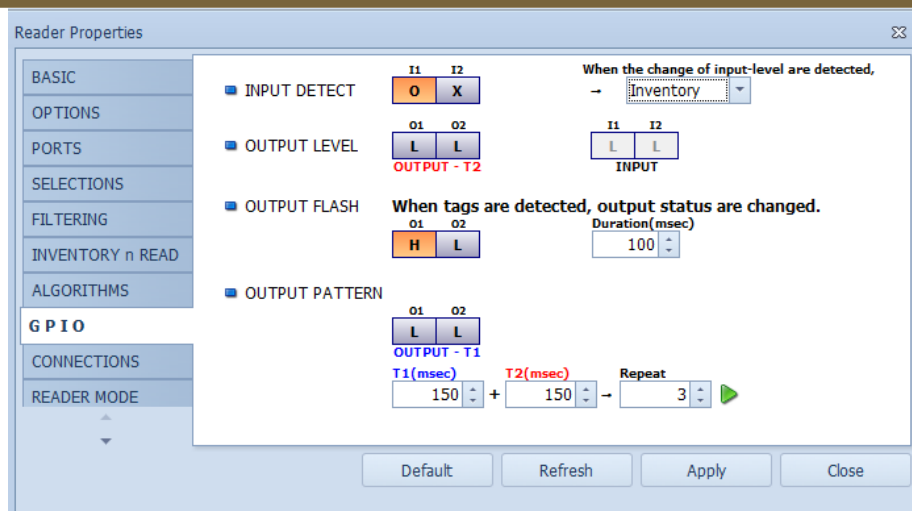 Reader Properties
BASIC
OPTIONS
PORTS
SELECTIONS
FILTERING
INVENTORY n READ
ALGORITHMS
G P I O
CONNECTIONS
READER MODE
I1 I2 When the change of input-level are detected,
INPUT DETECT O X → Inventory
O1 O2 I1 I2
OUTPUT LEVEL L L L L
OUTPUT - T2 INPUT
OUTPUT FLASH When tags are detected, output status are changed.
O1 O2 Duration(msec)
H L 100
OUTPUT PATTERN
O1 O2
L L
OUTPUT - T1
T1(msec) T2(msec) Repeat
150 + 150 → 3
Default Refresh Apply Close